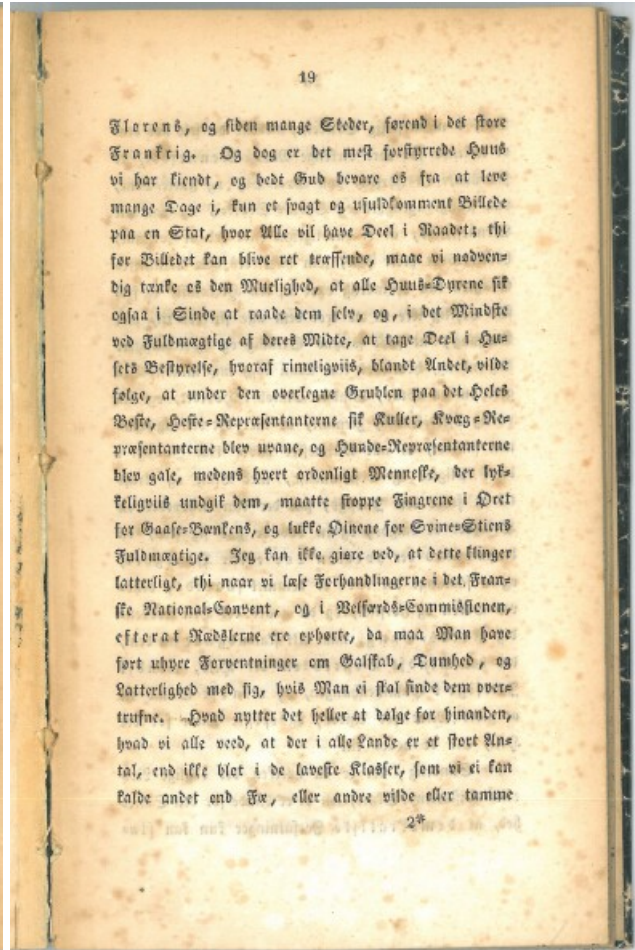 19
Florens, og siden mange Steder, førend i det store
Frankrig. Og dog er det mest forstyrrede Huus
vi har kiendt, og bedt Gud bevare os fra at leve
mange Dage i, kun et svagt og ufuldkomment Billede
paa en Stat, hvor Alle vil have Deel i Raadet; thi
før Billedet kan blive ret træffende, maae vi nødven-
dig tænke os den Muelighed, at alle Huus-Dyrene fik
ogsaa i Sinde at raade dem selv, og, i det Mindste
ved Fuldmægtige af deres Midte, at tage Deel i Hu-
sets Bestyrelse, hvoraf rimeligviis, blandt Andet, vilde
følge, at under den overlegne Grublen paa det Heles
Beste, Heste-Repræsentanterne fik Kuller, Kvæg-Re-
præsentanterne blev uvane, og Hunde-Repræsentanterne
blev gale, medens hvert ordenligt Menneske, der lyk-
keligviis undgik dem, maatte stoppe Fingrene i Øret
for Gaase-Bænkens, og lukke Øinene for Svine-Stiens
Fuldmægtige. Jeg kan ikke giøre ved, at dette klinger
latterligt, thi naar vi læse Forhandlingerne i det Fran-
ske National-Convent, og i Velfærds-Commissionen,
efterat Rædslerne ere ophørte, da maa Man have
ført uhyre Forventninger om Galskab, Dumhed, og
Latterlighed med sig, hvis Man ei skal finde dem over-
trufne. Hvad nytter det heller at dølge for hinanden,
hvad vi alle veed, at der i alle Lande er et stort An-
tal, end ikke blot i de laveste Klasser, som vi ei kan
kalde andet end Fæ, eller andre vilde eller tamme
2*